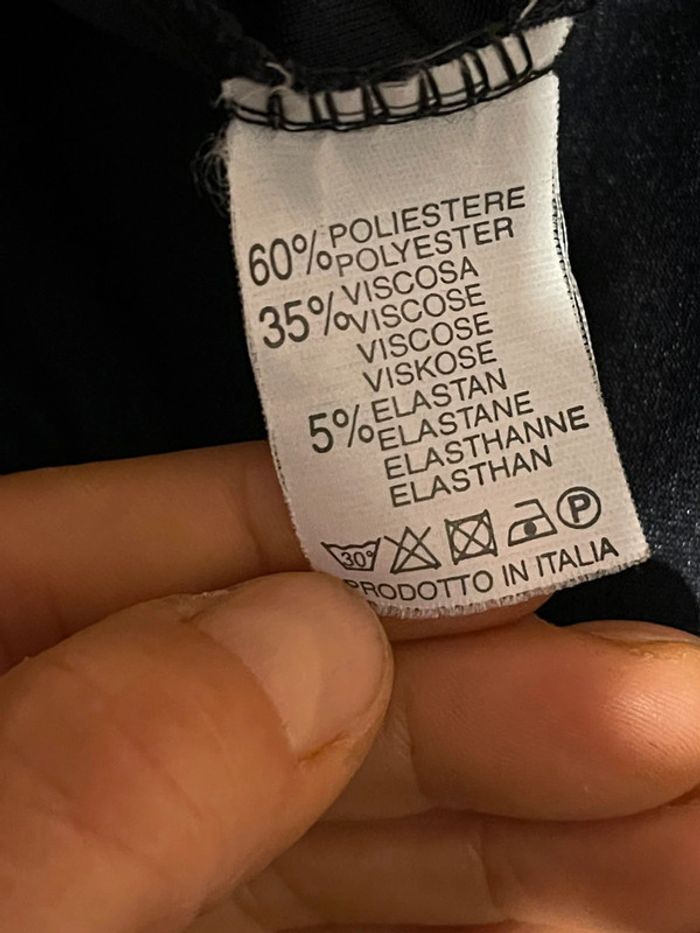 60% POLIESTERE
POLYESTER
35% VISCOSA
VISCOSE
VISCOSE
VISKOSE
5% ELASTAN
ELASTANE
ELASTHANNE
ELASTHAN
30° P
PRODOTTO IN ITALIA